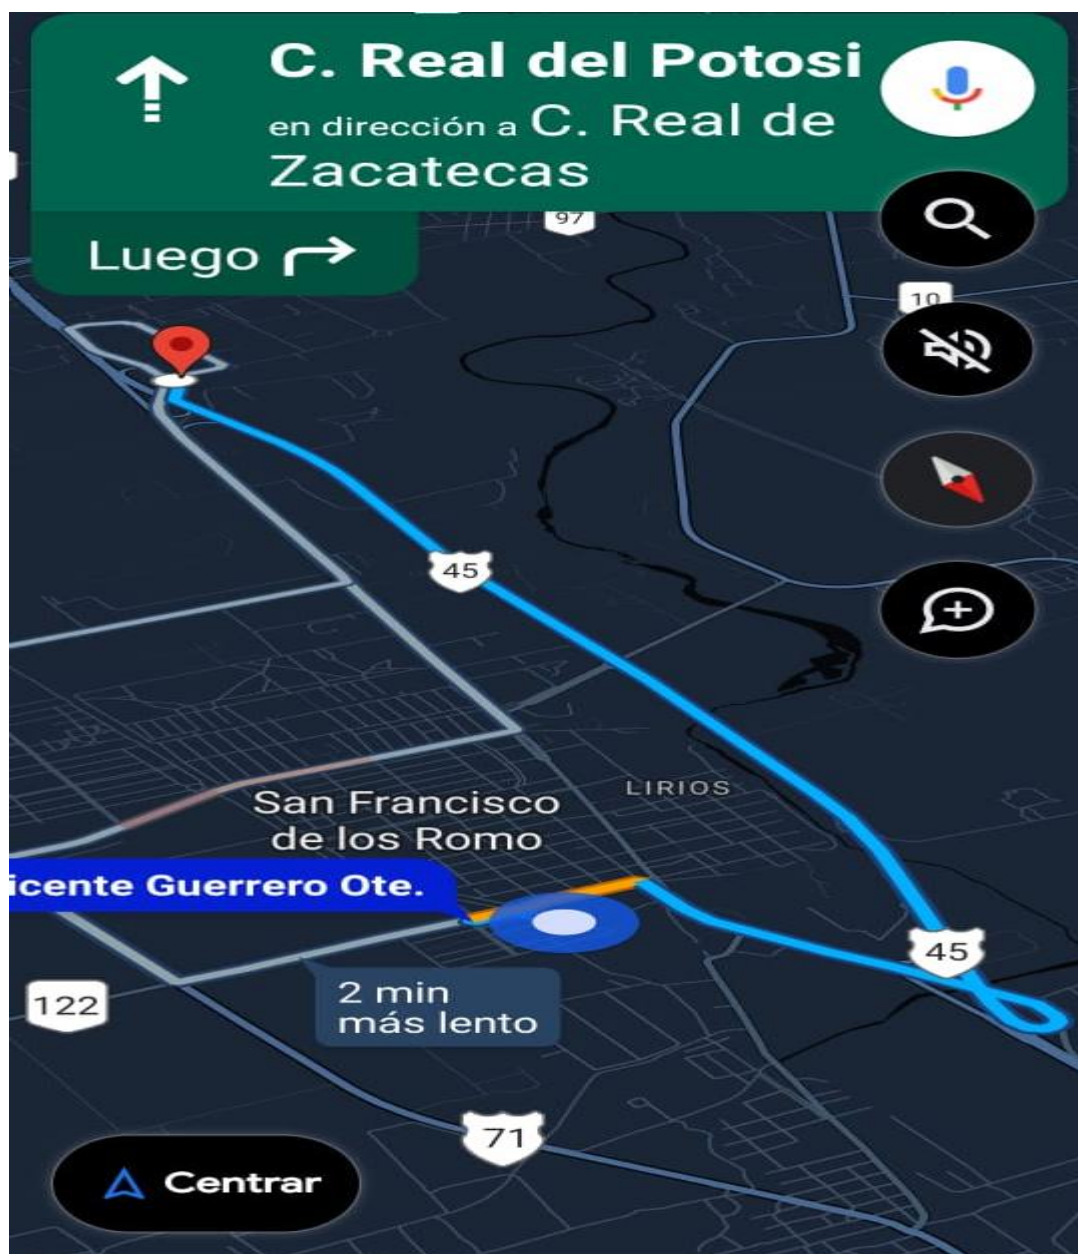 C. Real del Potosi
en dirección a C. Real de
Zacatecas
Luego
97
10
45
LIRIOS
San Francisco
de los Romo
icente Guerrero Ote.
45
122
2 min
más lento
71
Centrar